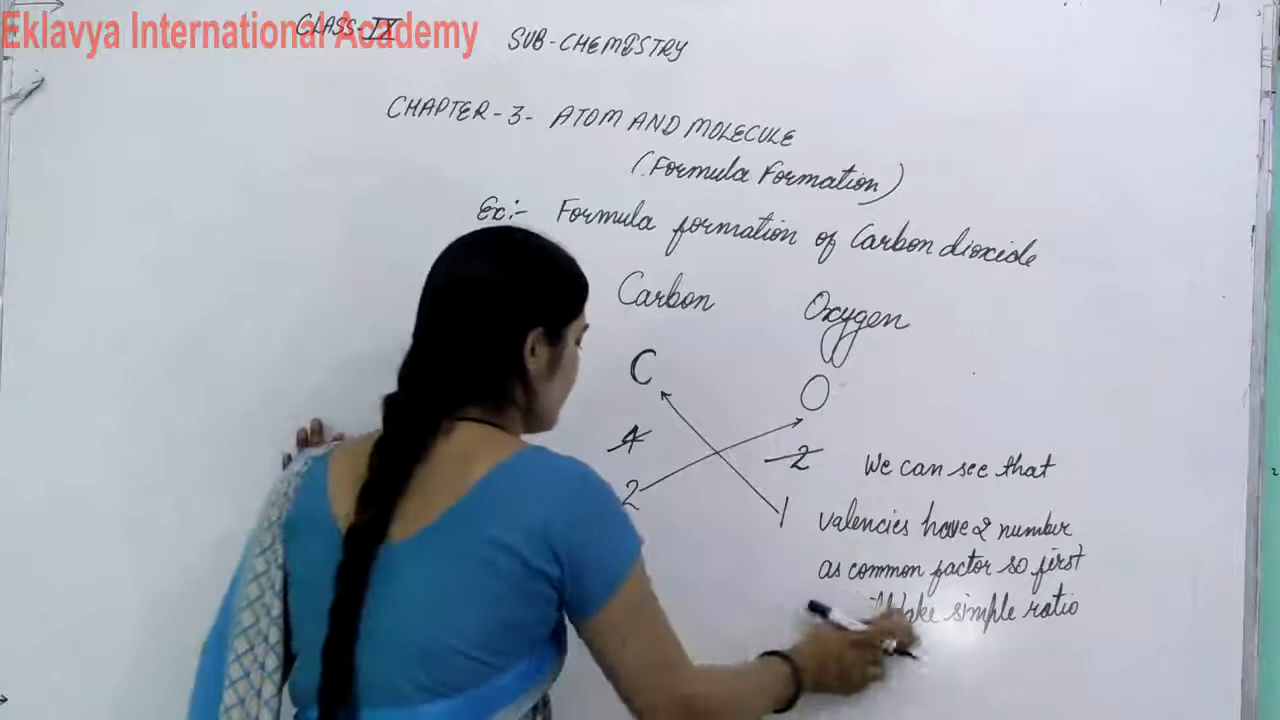 Eklavya International Academy
CLASS-IX
SUB-CHEMISTRY
CHAPTER-3- ATOM AND MOLECULE
(Formula Formation)
Ex:- Formula formation of Carbon dioxide
Carbon Oxygen
C O
4 2
2 1
We can see that
valencies have 2 number
as common factor so first
take simple ratio